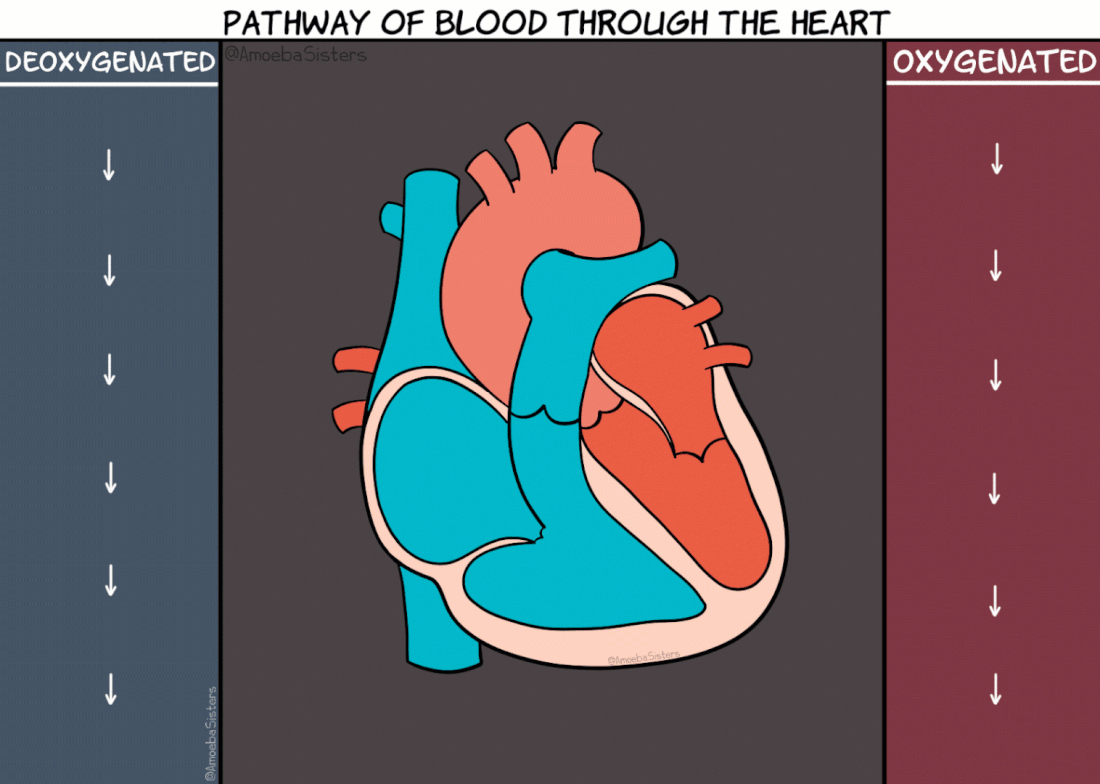 PATHWAY OF BLOOD THROUGH THE HEART
DEOXYGENATED
@AmoebaSisters
OXYGENATED
@AmoebaSisters
@AmoebaSisters